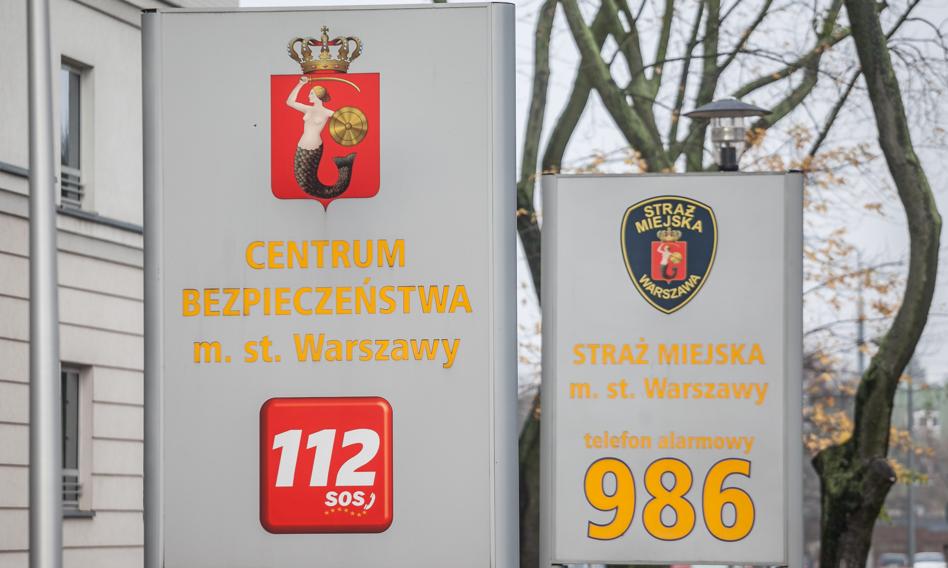 CENTRUM
BEZPIECZEŃSTWA
m. st. Warszawy
112
SOS
STRAŻ
MIEJSKA
WARSZAWA
STRAŻ MIEJSKA
m. st. Warszawy
telefon alarmowy
986